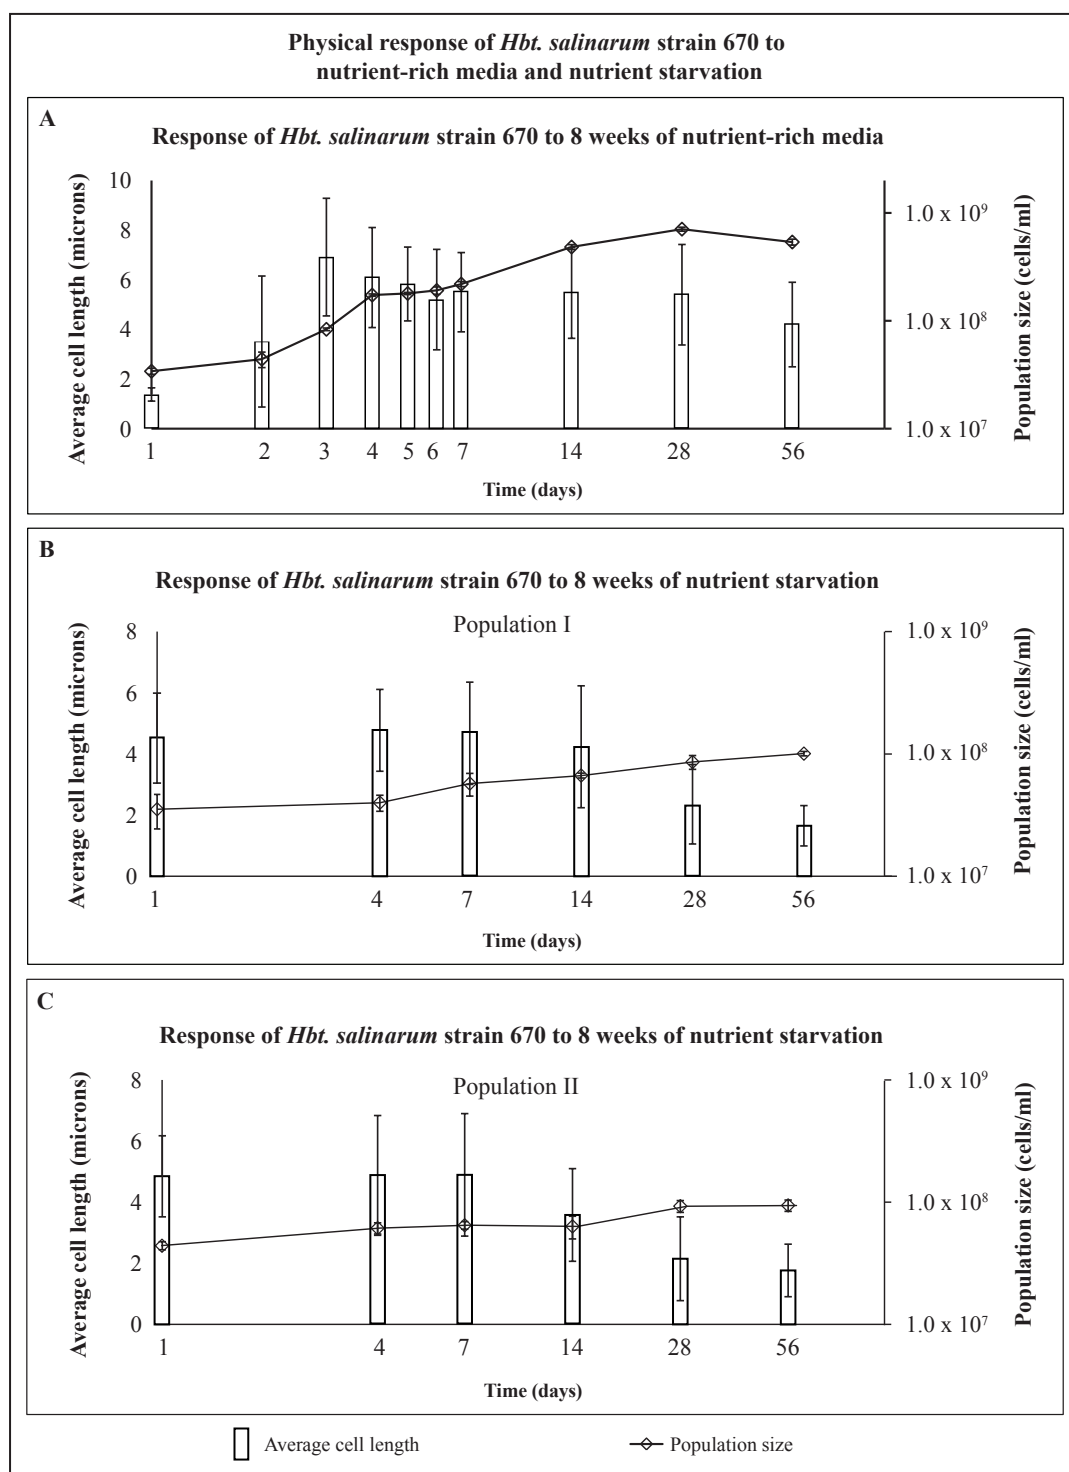 Physical response of Hbt. salinarum strain 670 to
nutrient-rich media and nutrient starvation
A
Response of Hbt. salinarum strain 670 to 8 weeks of nutrient-rich media
Average cell length (microns)
10
8
6
4
2
0
1.0 x 10⁹
1.0 x 10⁸
1.0 x 10⁷
Population size (cells/ml)
1 2 3 4 5 6 7 14 28 56
Time (days)
B
Response of Hbt. salinarum strain 670 to 8 weeks of nutrient starvation
Population I
Average cell length (microns)
8
6
4
2
0
1.0 x 10⁹
1.0 x 10⁸
1.0 x 10⁷
Population size (cells/ml)
1 4 7 14 28 56
Time (days)
C
Response of Hbt. salinarum strain 670 to 8 weeks of nutrient starvation
Population II
Average cell length (microns)
8
6
4
2
0
1.0 x 10⁹
1.0 x 10⁸
1.0 x 10⁷
Population size (cells/ml)
1 4 7 14 28 56
Time (days)
Average cell length
Population size